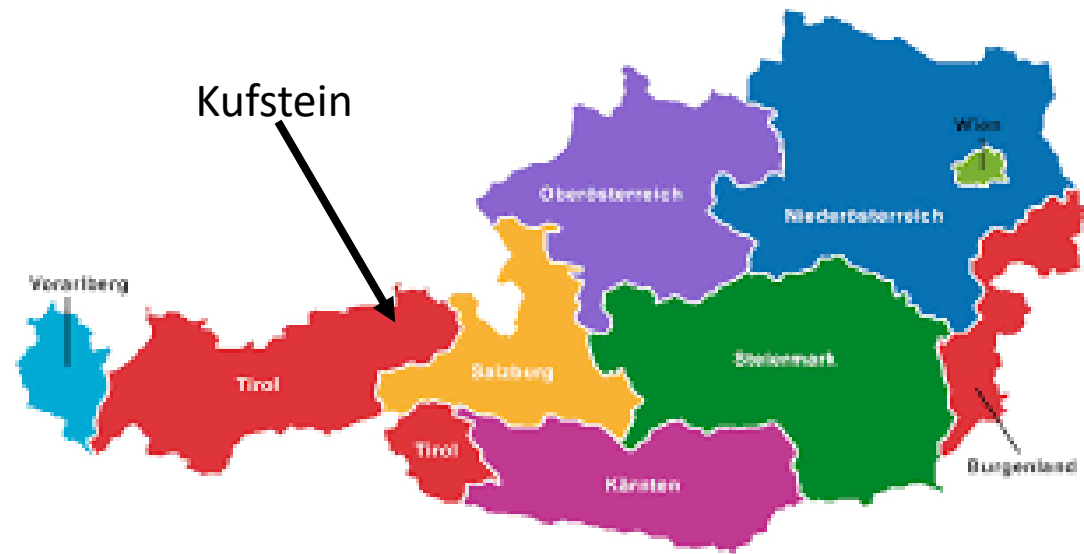 Kufstein
Wien
Oberösterreich
Niederösterreich
Vorarlberg
Tirol
Salzburg
Steiermark
Tirol
Kärnten
Burgenland